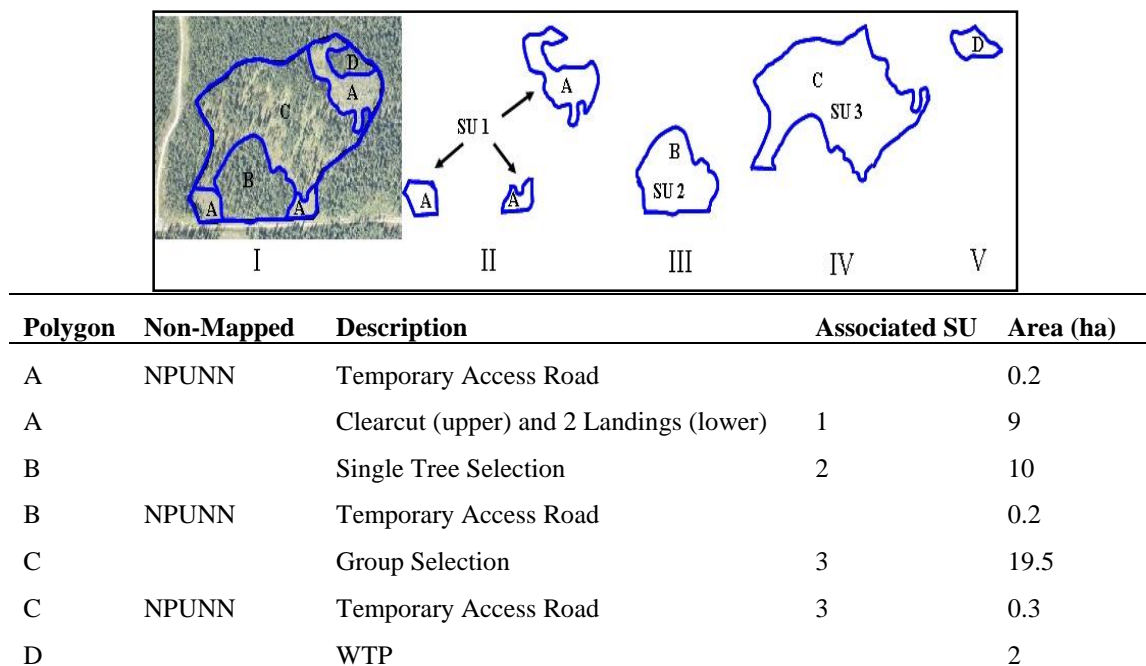 D
A
C
B
A
A
I
A
SU 1
A
A
II
B
SU 2
III
C
SU 3
IV
D
V
Polygon Non-Mapped Description Associated SU Area (ha)
A NPUNN Temporary Access Road 0.2
A Clearcut (upper) and 2 Landings (lower) 1 9
B Single Tree Selection 2 10
B NPUNN Temporary Access Road 0.2
C Group Selection 3 19.5
C NPUNN Temporary Access Road 3 0.3
D WTP 2